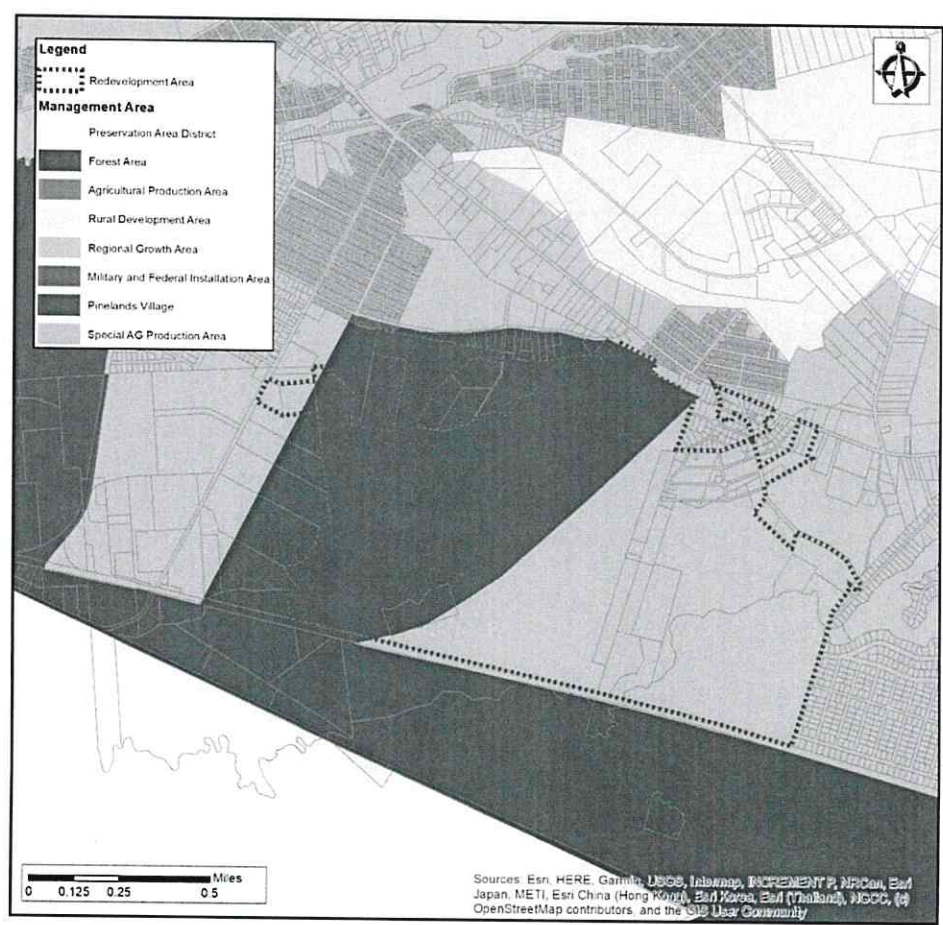 Legend
Redevelopment Area
Management Area
Preservation Area District
Forest Area
Agricultural Production Area
Rural Development Area
Regional Growth Area
Military and Federal Installation Area
Pinelands Village
Special AG Production Area
Miles
0 0.125 0.25 0.5
Sources: Esri, HERE, Garmin, USGS, Intermap, INCREMENT P, NRCan, Esri
Japan, METI, Esri China (Hong Kong), Esri Korea, Esri (Thailand), NGCC, (c)
OpenStreetMap contributors, and the GIS User Community